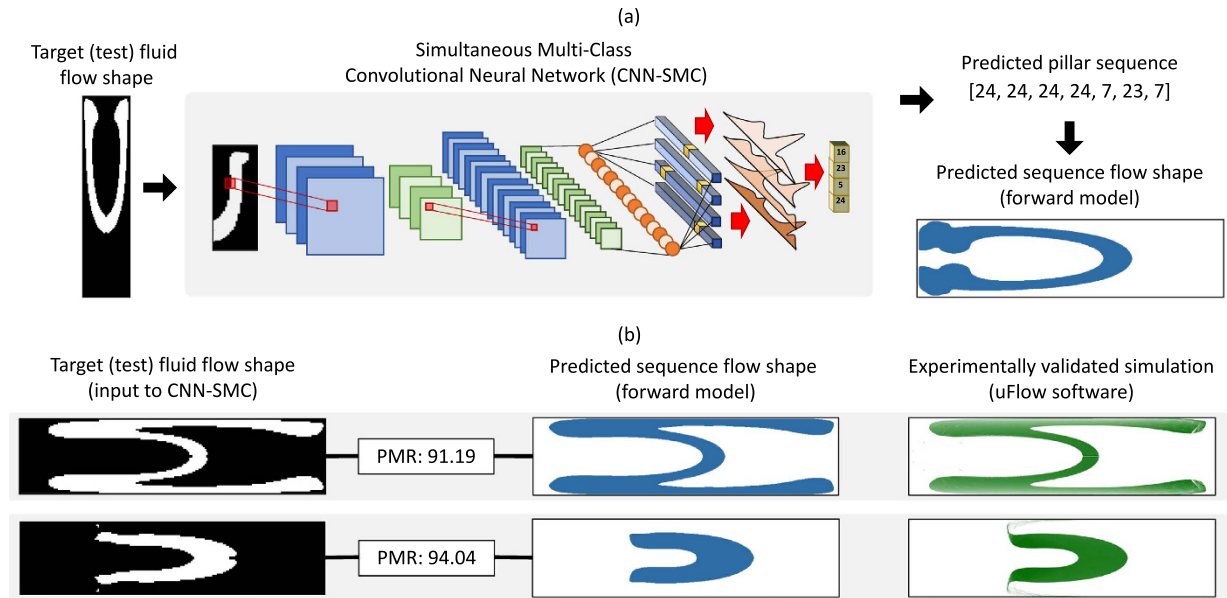 (a)
Target (test) fluid
flow shape
Simultaneous Multi-Class
Convolutional Neural Network (CNN-SMC)
16
23
5
24
Predicted pillar sequence
[24, 24, 24, 24, 7, 23, 7]
Predicted sequence flow shape
(forward model)
(b)
Target (test) fluid flow shape
(input to CNN-SMC)
Predicted sequence flow shape
(forward model)
Experimentally validated simulation
(uFlow software)
PMR: 91.19
PMR: 94.04